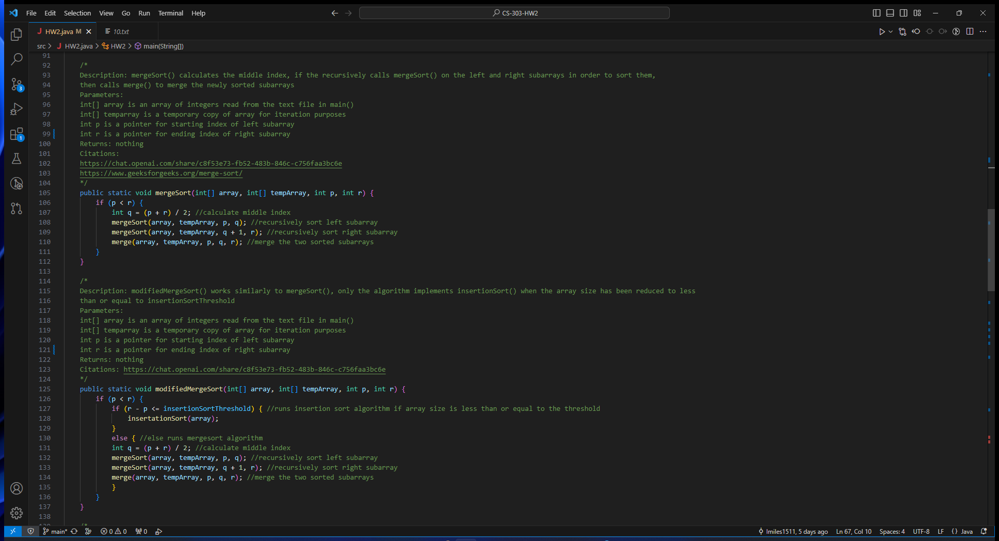 File Edit Selection View Go Run Terminal Help
CS-303-HW2
J HW2.java M
10.txt
src > J HW2.java > HW2 > main(String[])
91
92 /*
93 Description: mergeSort() calculates the middle index, if the recursively calls mergeSort() on the left and right subarrays in order to sort them,
94 then calls merge() to merge the newly sorted subarrays
95 Parameters:
96 int[] array is an array of integers read from the text file in main()
97 int[] temparray is a temporary copy of array for iteration purposes
98 int p is a pointer for starting index of left subarray
99 int r is a pointer for ending index of right subarray
100 Returns: nothing
101 Citations:
102 https://chat.openai.com/share/c8f53e73-fb52-483b-846c-c756faa3bc6e
103 https://www.geeksforgeeks.org/merge-sort/
104 */
105 public static void mergeSort(int[] array, int[] tempArray, int p, int r) {
106 if (p < r) {
107 int q = (p + r) / 2; //calculate middle index
108 mergeSort(array, tempArray, p, q); //recursively sort left subarray
109 mergeSort(array, tempArray, q + 1, r); //recursively sort right subarray
110 merge(array, tempArray, p, q, r); //merge the two sorted subarrays
111 }
112 }
113
114 /*
115 Description: modifiedMergeSort() works similarly to mergeSort(), only the algorithm implements insertionSort() when the array size has been reduced to less
116 than or equal to insertionSortThreshold
117 Parameters:
118 int[] array is an array of integers read from the text file in main()
119 int[] temparray is a temporary copy of array for iteration purposes
120 int p is a pointer for starting index of left subarray
121 int r is a pointer for ending index of right subarray
122 Returns: nothing
123 Citations: https://chat.openai.com/share/c8f53e73-fb52-483b-846c-c756faa3bc6e
124 */
125 public static void modifiedMergeSort(int[] array, int[] tempArray, int p, int r) {
126 if (p < r) {
127 if (r - p <= insertionSortThreshold) { //runs insertion sort algorithm if array size is less than or equal to the threshold
128 insertationSort(array);
129 }
130 else { //else runs mergesort algorithm
131 int q = (p + r) / 2; //calculate middle index
132 mergeSort(array, tempArray, p, q); //recursively sort left subarray
133 mergeSort(array, tempArray, q + 1, r); //recursively sort right subarray
134 merge(array, tempArray, p, q, r); //merge the two sorted subarrays
135 }
136 }
137 }
138
139 /*
3
1
main* 0 0 0 lmiles1511, 5 days ago Ln 67, Col 10 Spaces: 4 UTF-8 LF {} Java